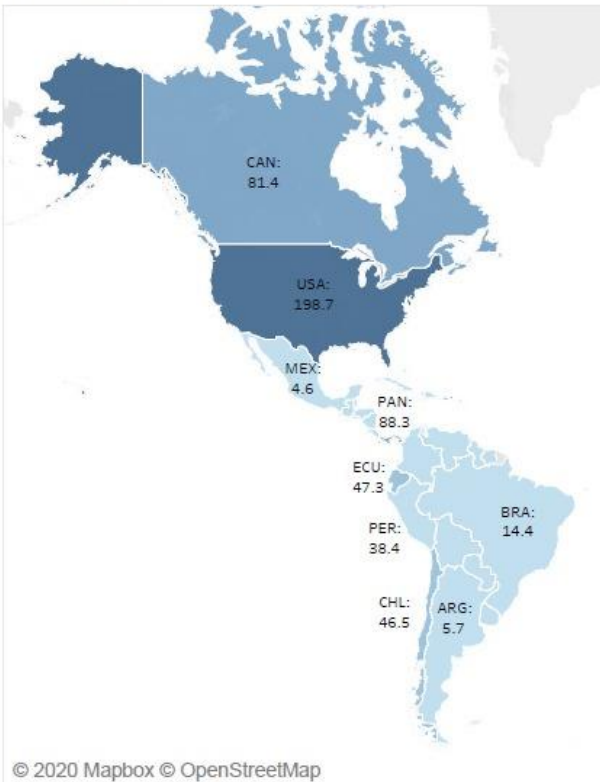 CAN:
81.4
USA:
198.7
MEX:
4.6
PAN:
88.3
ECU:
47.3
BRA:
14.4
PER:
38.4
CHL:
46.5
ARG:
5.7
© 2020 Mapbox © OpenStreetMap